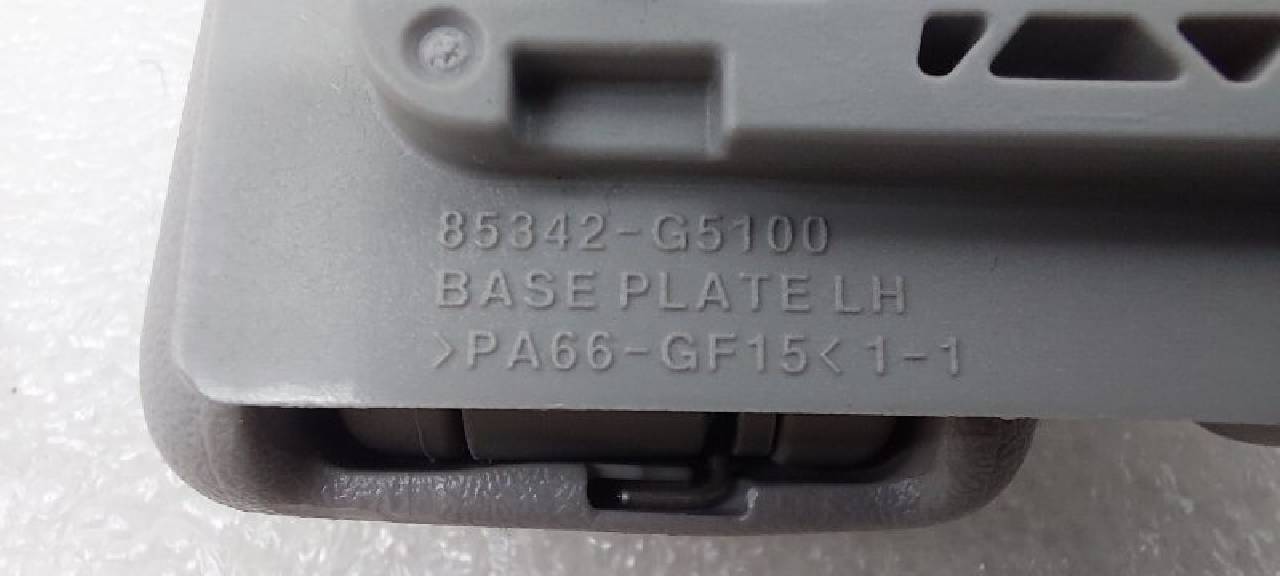 85342-G5100
BASE PLATE LH
>PA66-GF15< 1-1